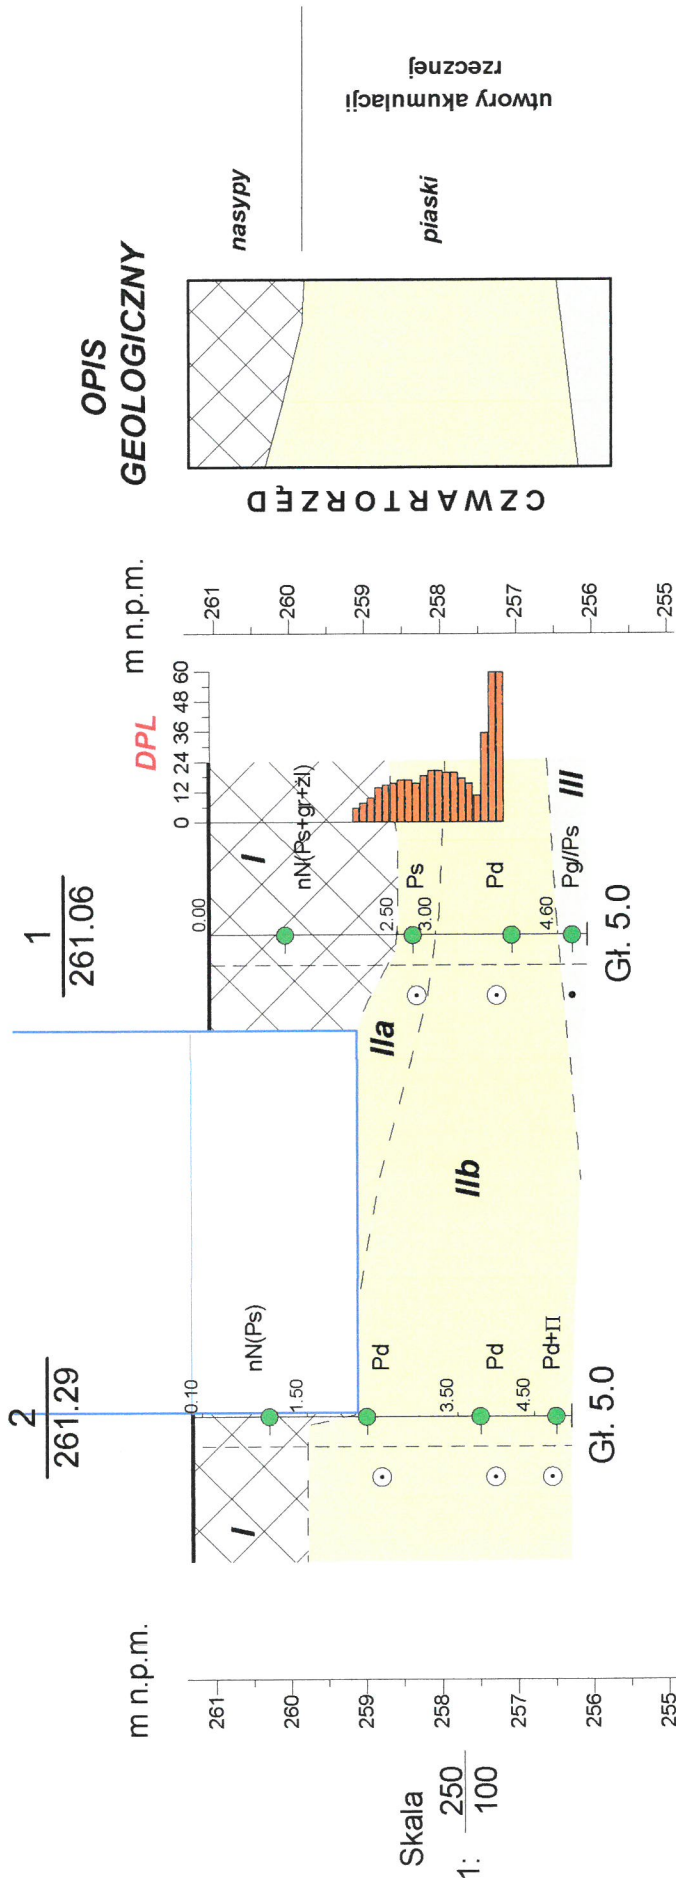 Skala
1: 250
100
m n.p.m.
261
260
259
258
257
256
255
2
261.29
0.10
I
nN(Ps)
1.50
Pd
3.50
Pd
4.50
Pd+Π
Gł. 5.0
IIa
IIb
1
261.06
0.00
I
nN(Ps+gr+żl)
2.50
Ps
3.00
Pd
4.60
Pg//Ps
III
Gł. 5.0
DPL
0 12 24 36 48 60
m n.p.m.
261
260
259
258
257
256
255
OPIS
GEOLOGICZNY
CZWARTORZĘD
nasypy
piaski
utwory akumulacji
rzecznej